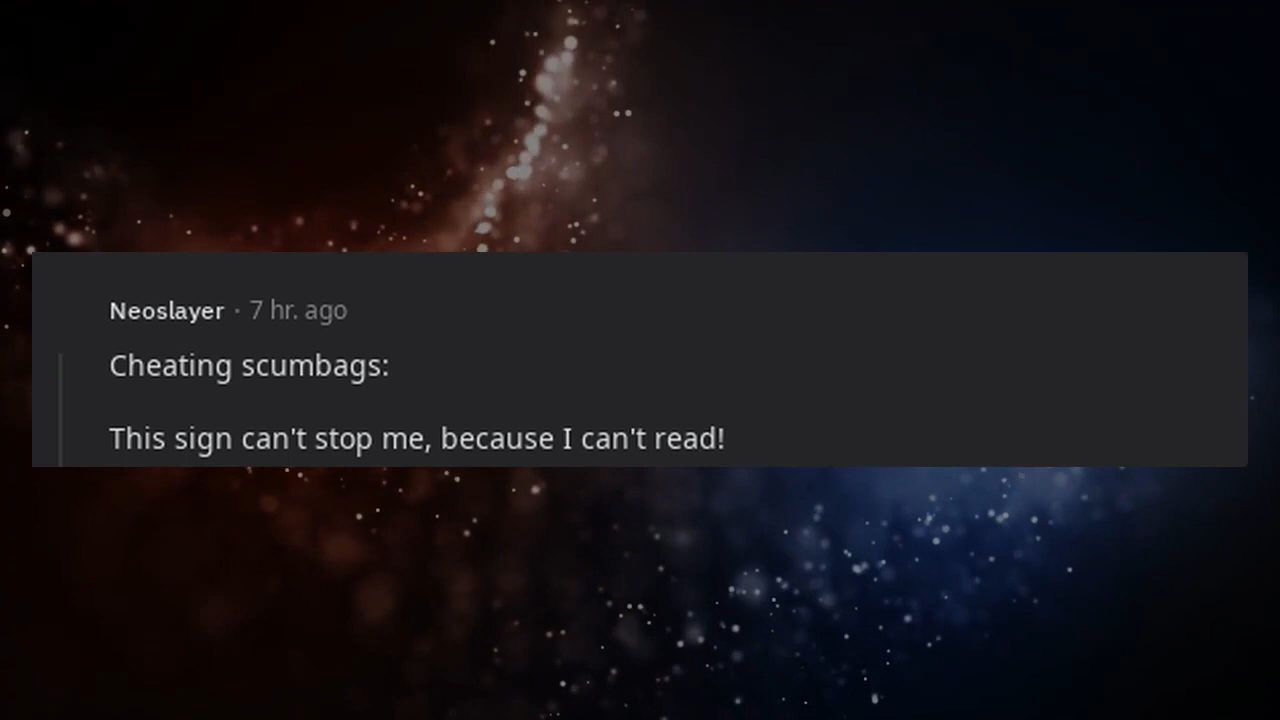 Neoslayer · 7 hr. ago
Cheating scumbags:
This sign can't stop me, because I can't read!